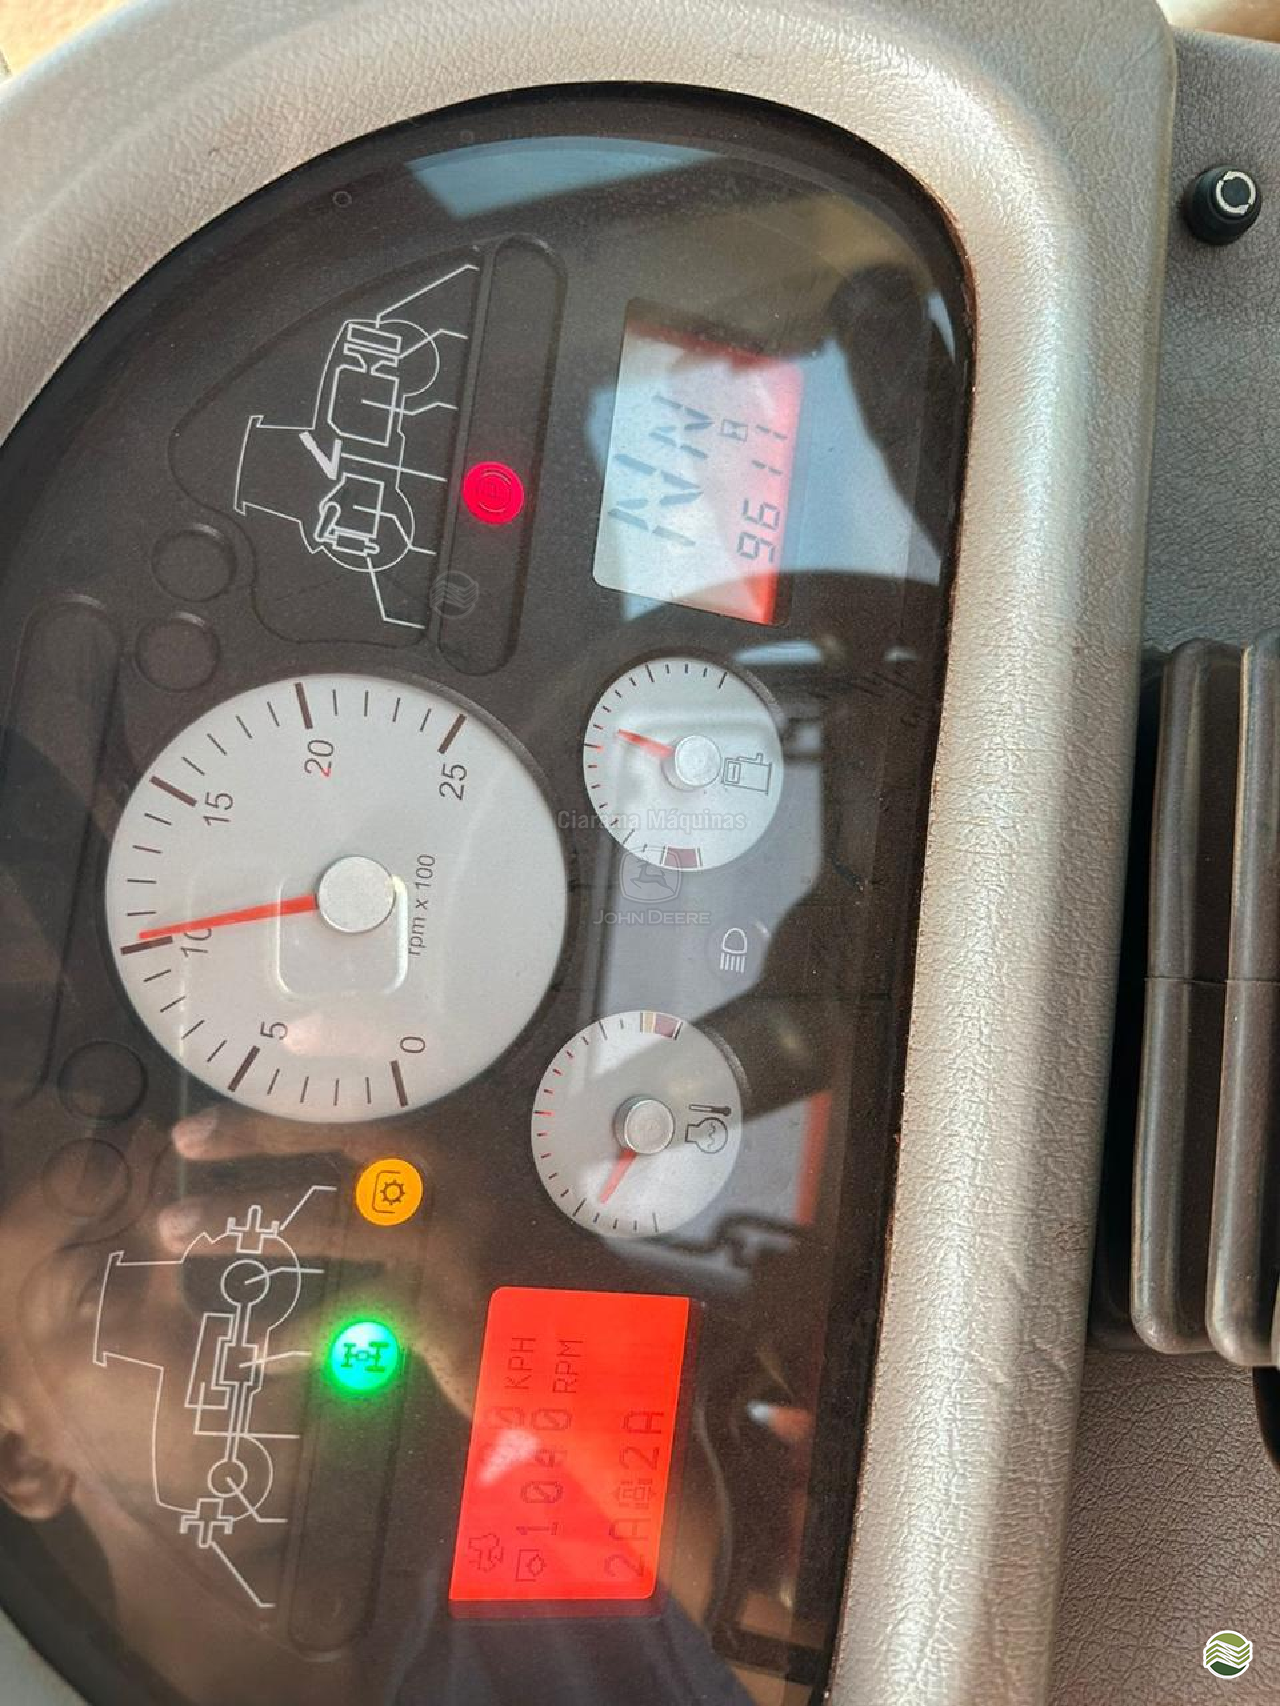 KPH
1000 RPM
2A 2A
0
5
10
15
20
25
rpm x 100
9611
Ciarama Máquinas
JOHN DEERE